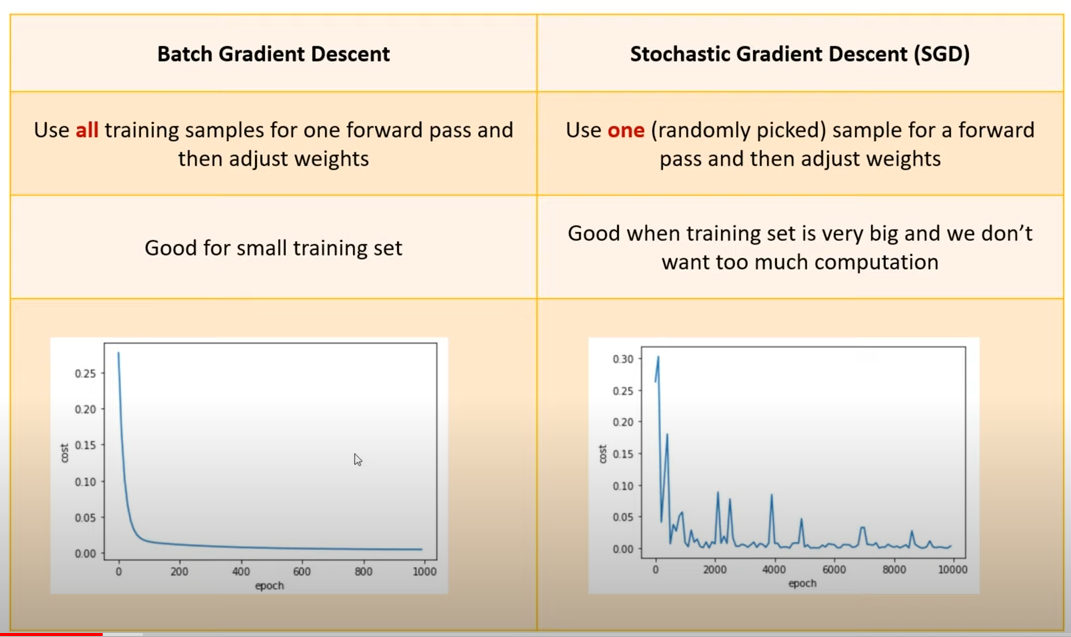 Batch Gradient Descent
Stochastic Gradient Descent (SGD)
Use all training samples for one forward pass and
then adjust weights
Use one (randomly picked) sample for a forward
pass and then adjust weights
Good for small training set
Good when training set is very big and we don’t
want too much computation
0.25
0.20
0.15
0.10
0.05
0.00
cost
0 200 400 600 800 1000
epoch
0.30
0.25
0.20
0.15
0.10
0.05
0.00
cost
0 2000 4000 6000 8000 10000
epoch